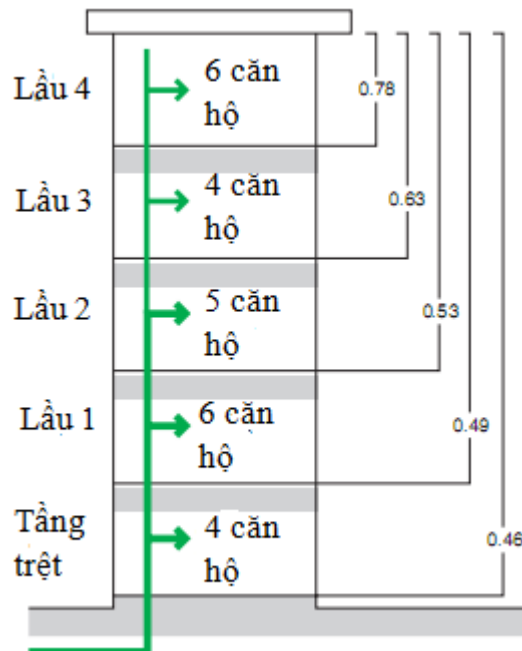 Lầu 4
6 căn
hộ
0.78
Lầu 3
4 căn
hộ
0.63
Lầu 2
5 căn
hộ
0.53
Lầu 1
6 căn
hộ
0.49
Tầng
trệt
4 căn
hộ
0.46